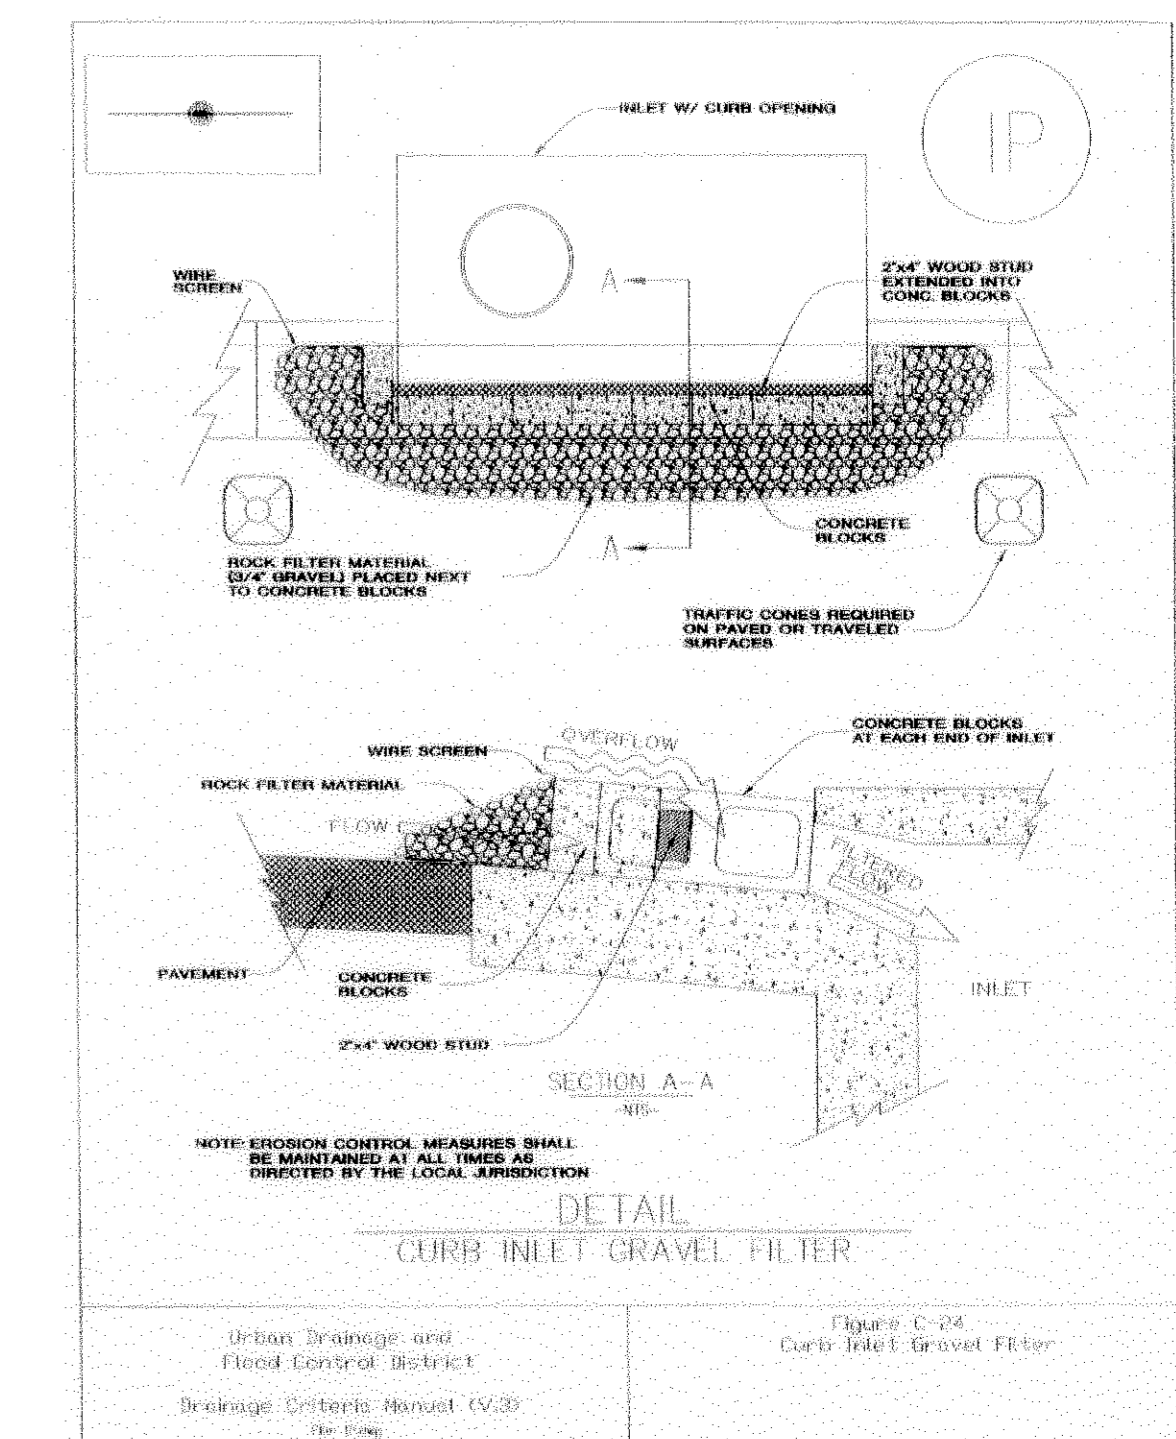 INLET W/ CURB OPENING
IP
WIRE
SCREEN
A
2"x4" WOOD STUD
EXTENDED INTO
CONC. BLOCKS
CONCRETE
BLOCKS
A
ROCK FILTER MATERIAL
(3/4" GRAVEL) PLACED NEXT
TO CONCRETE BLOCKS
TRAFFIC CONES REQUIRED
ON PAVED OR TRAVELED
SURFACES
CONCRETE BLOCKS
AT EACH END OF INLET
OVERFLOW
WIRE SCREEN
ROCK FILTER MATERIAL
FLOW
FILTERED
FLOW
PAVEMENT
CONCRETE
BLOCKS
INLET
2"x4" WOOD STUD
SECTION A-A
NTS
NOTE: EROSION CONTROL MEASURES SHALL
BE MAINTAINED AT ALL TIMES AS
DIRECTED BY THE LOCAL JURISDICTION
DETAIL
CURB INLET GRAVEL FILTER
Urban Drainage and
Flood Control District
Drainage Criteria Manual (V.3)
Figure C-24
Curb Inlet Gravel Filter